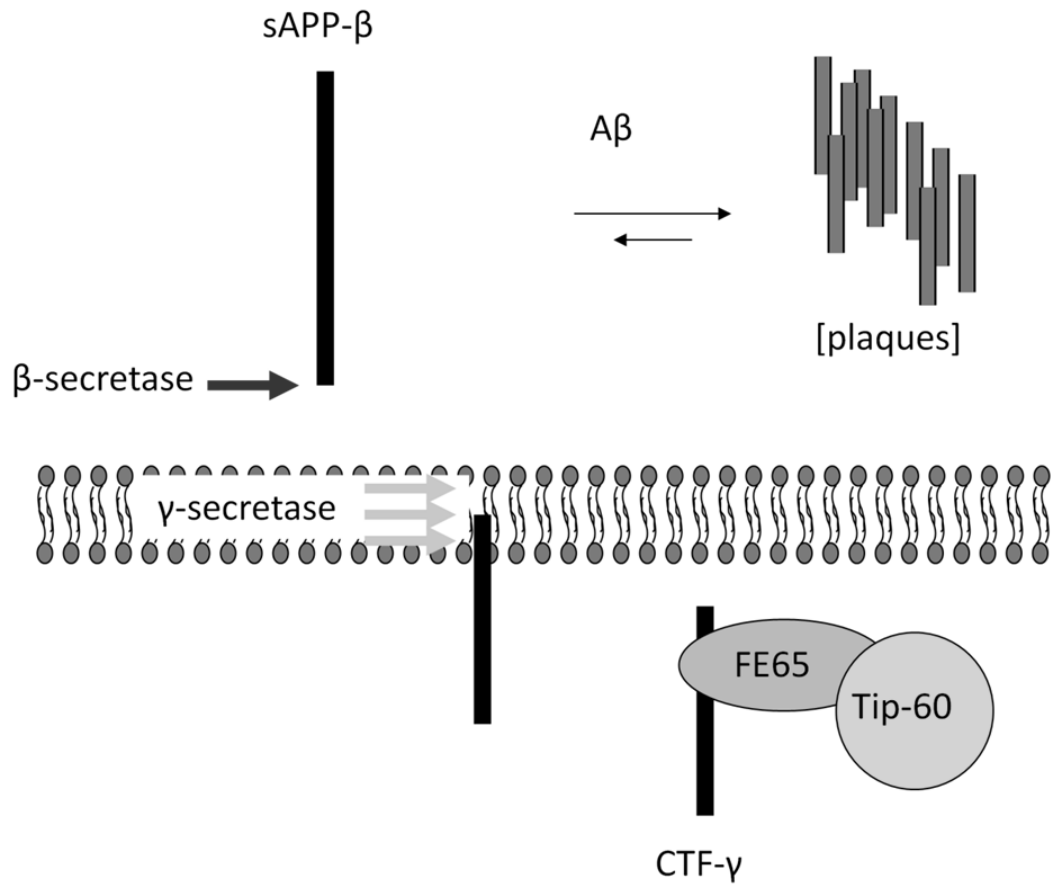 sAPP-β
Aβ
[plaques]
β-secretase
γ-secretase
FE65
Tip-60
CTF-γ